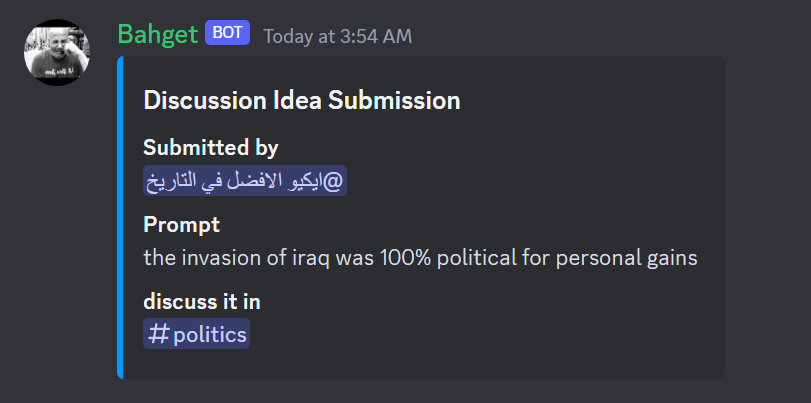 Bahget BOT Today at 3:54 AM
Discussion Idea Submission
Submitted by
@ايكيو الافضل في التاريخ
Prompt
the invasion of iraq was 100% political for personal gains
discuss it in
#politics